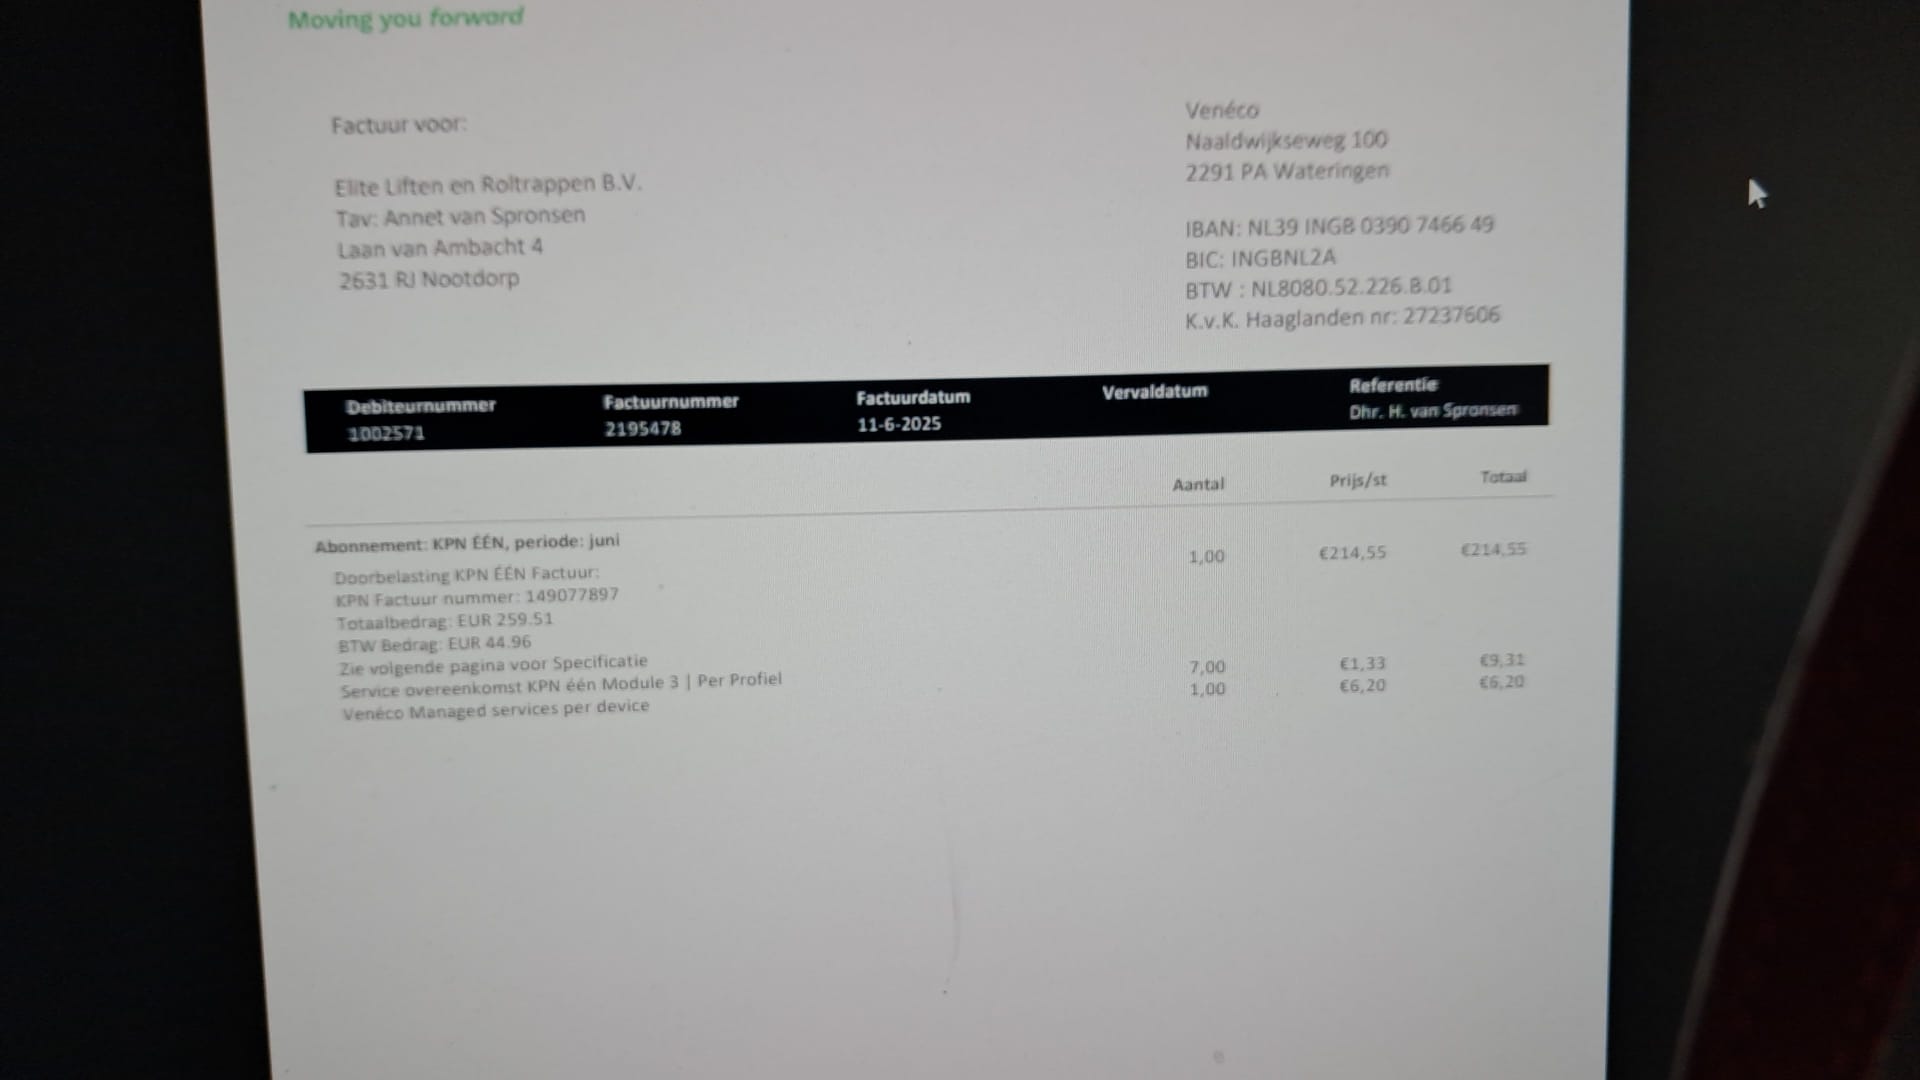 Moving you forward
Factuur voor:
Elite Liften en Roltrappen B.V.
Tav: Annet van Spronsen
Laan van Ambacht 4
2631 RJ Nootdorp
Venéco
Naaldwijkseweg 100
2291 PA Wateringen
IBAN: NL39 INGB 0390 7466 49
BIC: INGBNL2A
BTW : NL8080.52.226.B.01
K.v.K. Haaglanden nr: 27237606
Debiteurnummer Factuurnummer Factuurdatum Vervaldatum Referentie
1002571 2195478 11-6-2025 Dhr. H. van Spronsen
Aantal Prijs/st Totaal
Abonnement: KPN ÉÉN, periode: juni
Doorbelasting KPN ÉÉN Factuur: 1,00 €214,55 €214,55
KPN Factuur nummer: 149077897
Totaalbedrag: EUR 259.51
BTW Bedrag: EUR 44.96
Zie volgende pagina voor Specificatie
Service overeenkomst KPN één Module 3 | Per Profiel 7,00 €1,33 €9,31
Venéco Managed services per device 1,00 €6,20 €6,20